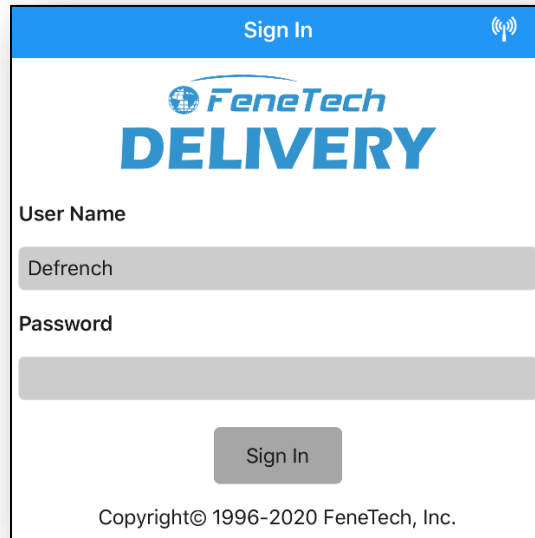 Sign In
FeneTech
DELIVERY
User Name
Defrench
Password
Sign In
Copyright© 1996-2020 FeneTech, Inc.